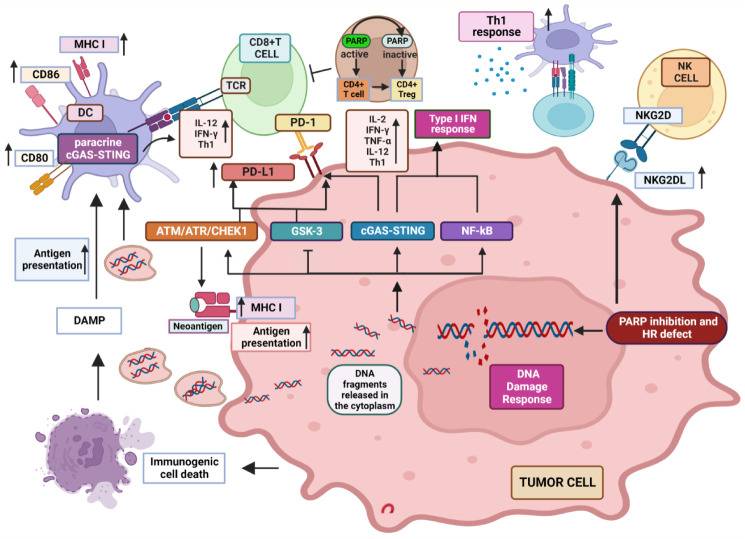 MHC I
CD86
DC
paracrine
cGAS-STING
CD80
CD8+T
CELL
TCR
IL-12
IFN-γ
Th1
PARP
active
PARP
inactive
CD4+
T cell
CD4+
Treg
PD-1
PD-L1
IL-2
IFN-γ
TNF-α
IL-12
Th1
Type I IFN
response
Th1
response
NK
CELL
NKG2D
NKG2DL
ATM/ATR/CHEK1
GSK-3
cGAS-STING
NF-kB
Antigen
presentation
DAMP
MHC I
Neoantigen
Antigen
presentation
DNA
fragments
released in
the cytoplasm
DNA
Damage
Response
PARP inhibition and
HR defect
Immunogenic
cell death
TUMOR CELL